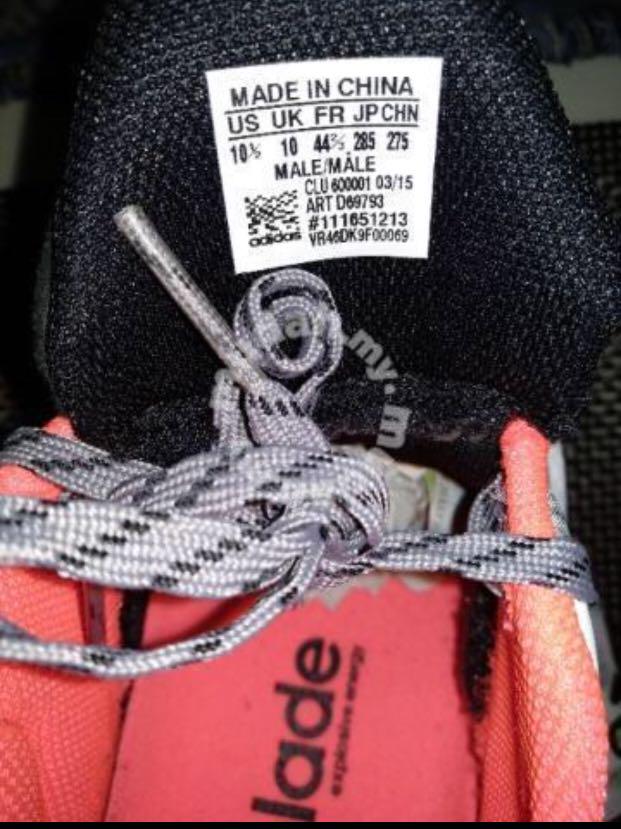 MADE IN CHINA
US UK FR JP CHN
10½ 10 44⅔ 285 275
MALE/MÂLE
CLU 600001 03/15
ART D69793
#111651213
VR46DK9F00069
adidas
.my.
lade
explosive energy